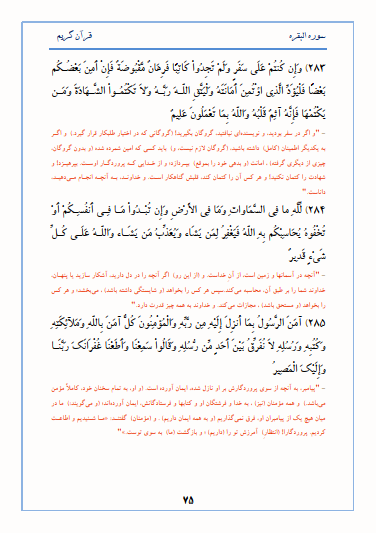 سوره البقره
قرآن کریم
(۲۸۳) وَإِن كُنتُمْ عَلَى سَفَرٍ وَلَمْ تَجِدُواْ كَاتِبًا فَرِهَانٌ مَّقْبُوضَةٌ فَإِنْ أَمِنَ بَعْضُكُم
بَعْضًا فَلْيُؤَدِّ الَّذِي اؤْتُمِنَ أَمَانَتَهُ وَلْيَتَّقِ اللّهَ رَبَّهُ وَلاَ تَكْتُمُواْ الشَّهَادَةَ وَمَن
يَكْتُمْهَا فَإِنَّهُ آثِمٌ قَلْبُهُ وَاللّهُ بِمَا تَعْمَلُونَ عَلِيمٌ
- "و اگر در سفر بودید، و نویسنده‌ای نیافتید، گروگان بگیرید! (گروگانی که در اختیار طلبکار قرار گیرد.) و اگر
به یکدیگر اطمینان (کامل) داشته باشید، (گروگان لازم نیست، و) باید کسی که امین شمرده شده (و بدون گروگان،
چیزی از دیگری گرفته)، امانت (و بدهی خود را بموقع) بپردازد؛ و از خدایی که پروردگار اوست، بپرهیزد! و
شهادت را کتمان نکنید! و هر کس آن را کتمان کند، قلبش گناهکار است. و خداوند، به آنچه انجام می‌دهید،
داناست."
(۲۸۴) لِّلَّهِ ما فِي السَّمَاواتِ وَمَا فِي الأَرْضِ وَإِن تُبْدُواْ مَا فِي أَنفُسِكُمْ أَوْ
تُخْفُوهُ يُحَاسِبْكُم بِهِ اللّهُ فَيَغْفِرُ لِمَن يَشَاء وَيُعَذِّبُ مَن يَشَاء وَاللّهُ عَلَى كُلِّ
شَيْءٍ قَدِيرٌ
- "آنچه در آسمانها و زمین است، از آن خداست. و (از این رو) اگر آنچه را در دل دارید، آشکار سازید یا پنهان،
خداوند شما را بر طبق آن، محاسبه می‌کند. سپس هر کس را بخواهد (و شایستگی داشته باشد)، می‌بخشد؛ و هر کس
را بخواهد (و مستحق باشد)، مجازات می‌کند. و خداوند به همه چیز قدرت دارد."
(۲۸۵) آمَنَ الرَّسُولُ بِمَا أُنزِلَ إِلَيْهِ مِن رَّبِّهِ وَالْمُؤْمِنُونَ كُلٌّ آمَنَ بِاللّهِ وَمَلآئِكَتِهِ
وَكُتُبِهِ وَرُسُلِهِ لاَ نُفَرِّقُ بَيْنَ أَحَدٍ مِّن رُّسُلِهِ وَقَالُواْ سَمِعْنَا وَأَطَعْنَا غُفْرَانَكَ رَبَّنَا
وَإِلَيْكَ الْمَصِيرُ
- "پیامبر، به آنچه از سوی پروردگارش بر او نازل شده، ایمان آورده است. (و او، به تمام سخنان خود، کاملاً مؤمن
می‌باشد.) و همه مؤمنان (نیز)، به خدا و فرشتگان او و کتابها و فرستادگانش، ایمان آورده‌اند؛ (و می‌گویند:) ما در
میان هیچ یک از پیامبران او، فرق نمی‌گذاریم (و به همه ایمان داریم). و (مؤمنان) گفتند: «ما شنیدیم و اطاعت
کردیم. پروردگارا! (انتظار) آمرزش تو را (داریم)؛ و بازگشت (ما) به سوی توست.»"
۷۵